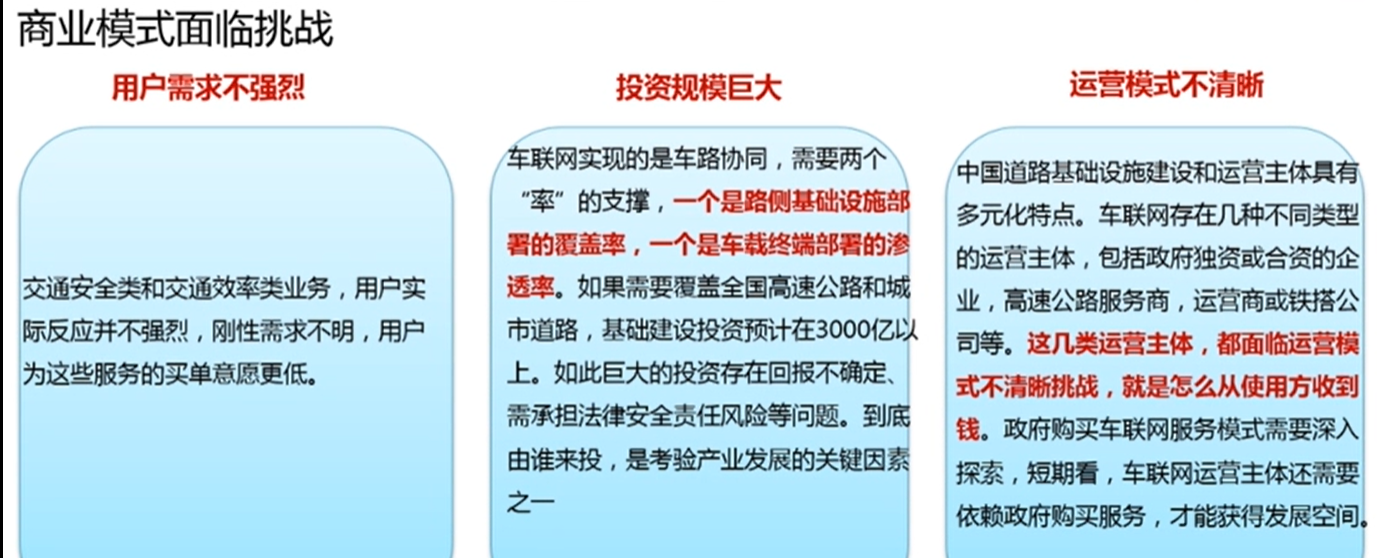 商业模式面临挑战
用户需求不强烈
交通安全类和交通效率类业务，用户实
际反应并不强烈，刚性需求不明，用户
为这些服务的买单意愿更低。
投资规模巨大
车联网实现的是车路协同，需要两个
“率”的支撑，一个是路侧基础设施部
署的覆盖率，一个是车载终端部署的渗
透率。如果需要覆盖全国高速公路和城
市道路，基础建设投资预计在3000亿以
上。如此巨大的投资存在回报不确定、
需承担法律安全责任风险等问题。到底
由谁来投，是考验产业发展的关键因素
之一
运营模式不清晰
中国道路基础设施建设和运营主体具有
多元化特点。车联网存在几种不同类型
的运营主体，包括政府独资或合资的企
业，高速公路服务商，运营商或铁搭公
司等。这几类运营主体，都面临运营模
式不清晰挑战，就是怎么从使用方收到
钱。政府购买车联网服务模式需要深入
探索，短期看，车联网运营主体还需要
依赖政府购买服务，才能获得发展空间。